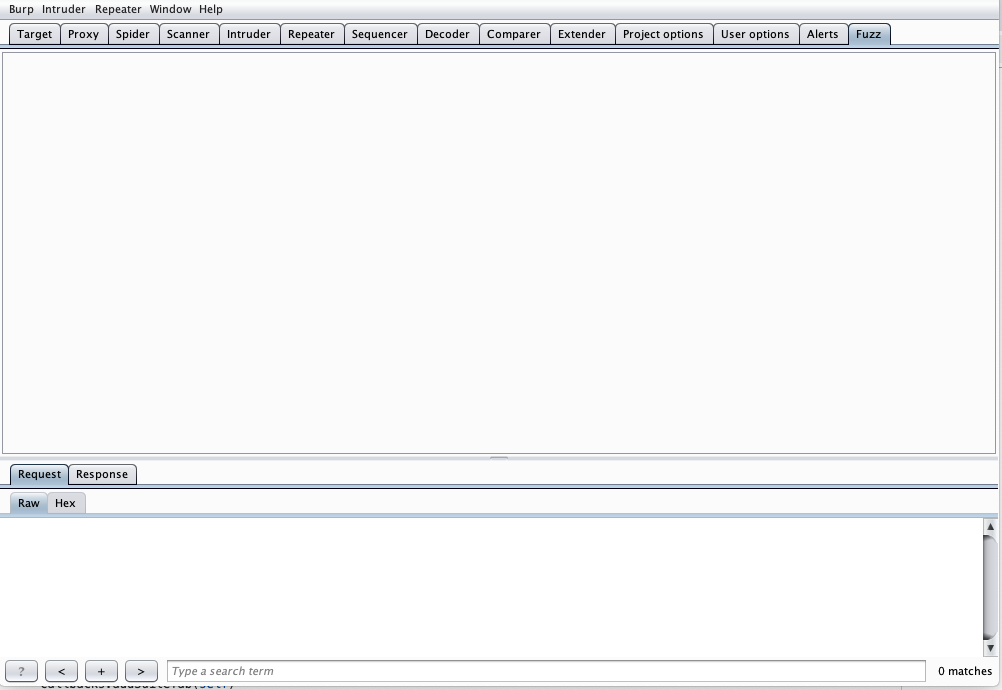 Burp Intruder Repeater Window Help
Target Proxy Spider Scanner Intruder Repeater Sequencer Decoder Comparer Extender Project options User options Alerts Fuzz
Request Response
Raw Hex
? < + > Type a search term 0 matches